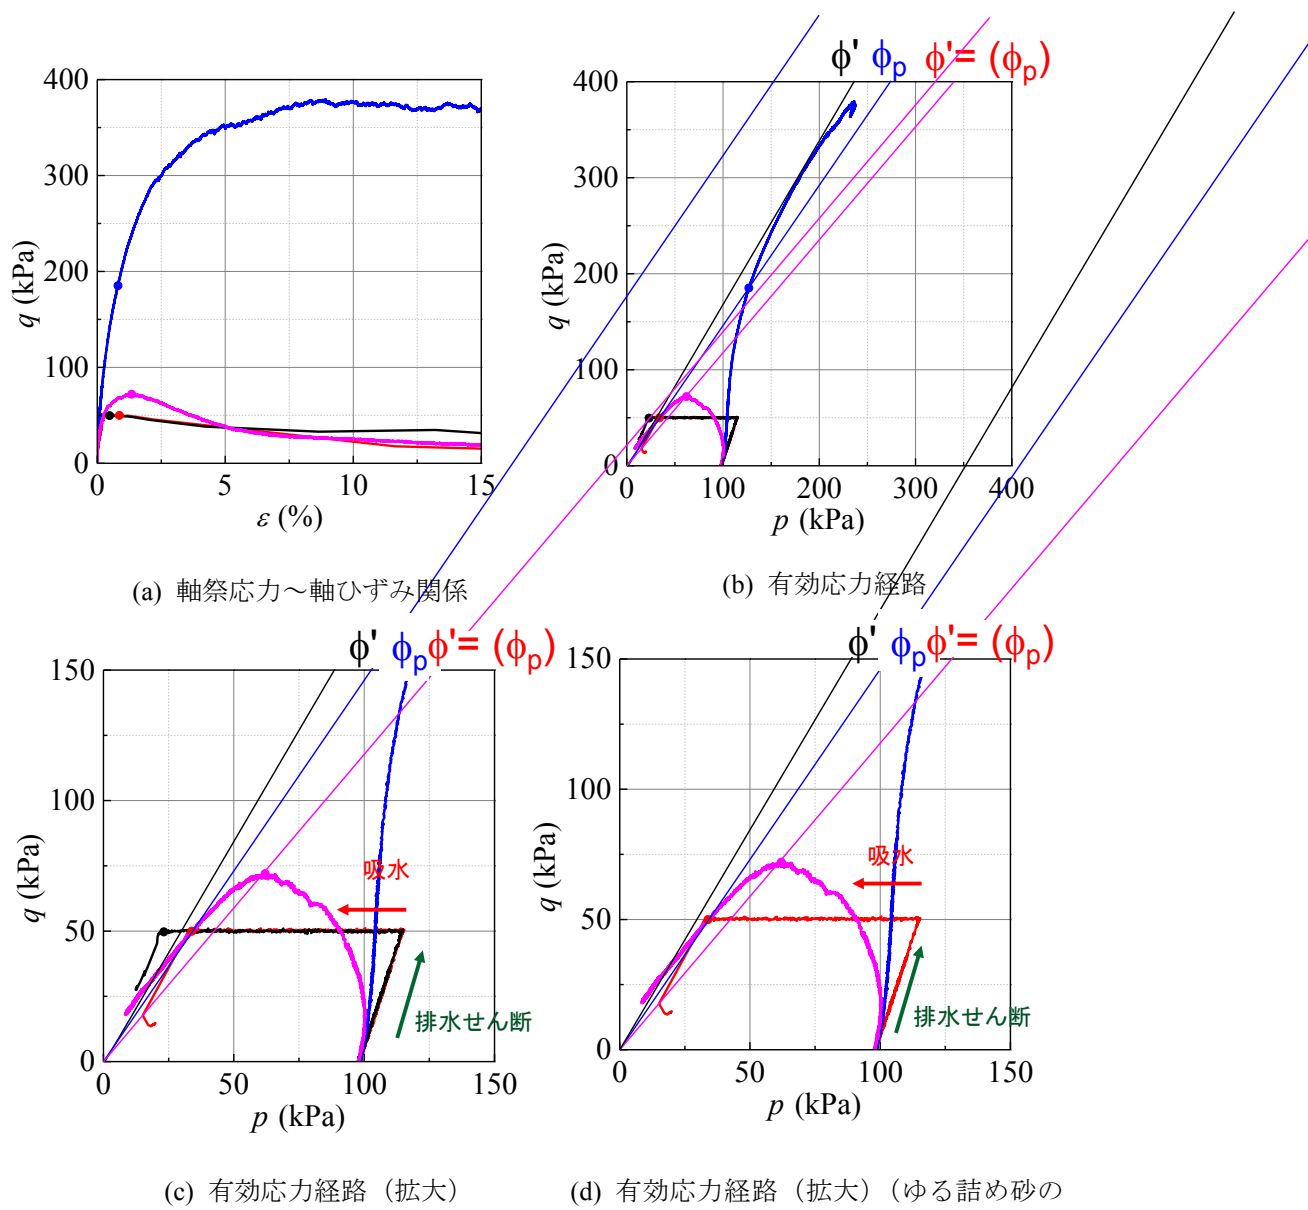 ϕ' ϕp ϕ'= (ϕp)
400
300
200
100
0
q (kPa)
0 5 10 15
ε (%)
(a) 軸祭応力～軸ひずみ関係
400
300
200
100
0
q (kPa)
0 100 200 300 400
p (kPa)
(b) 有効応力経路
ϕ' ϕp ϕ'= (ϕp)
150
100
50
0
q (kPa)
吸水
排水せん断
0 50 100 150
p (kPa)
(c) 有効応力経路（拡大）
ϕ' ϕp ϕ'= (ϕp)
150
100
50
0
q (kPa)
吸水
排水せん断
0 50 100 150
p (kPa)
(d) 有効応力経路（拡大）（ゆる詰め砂の